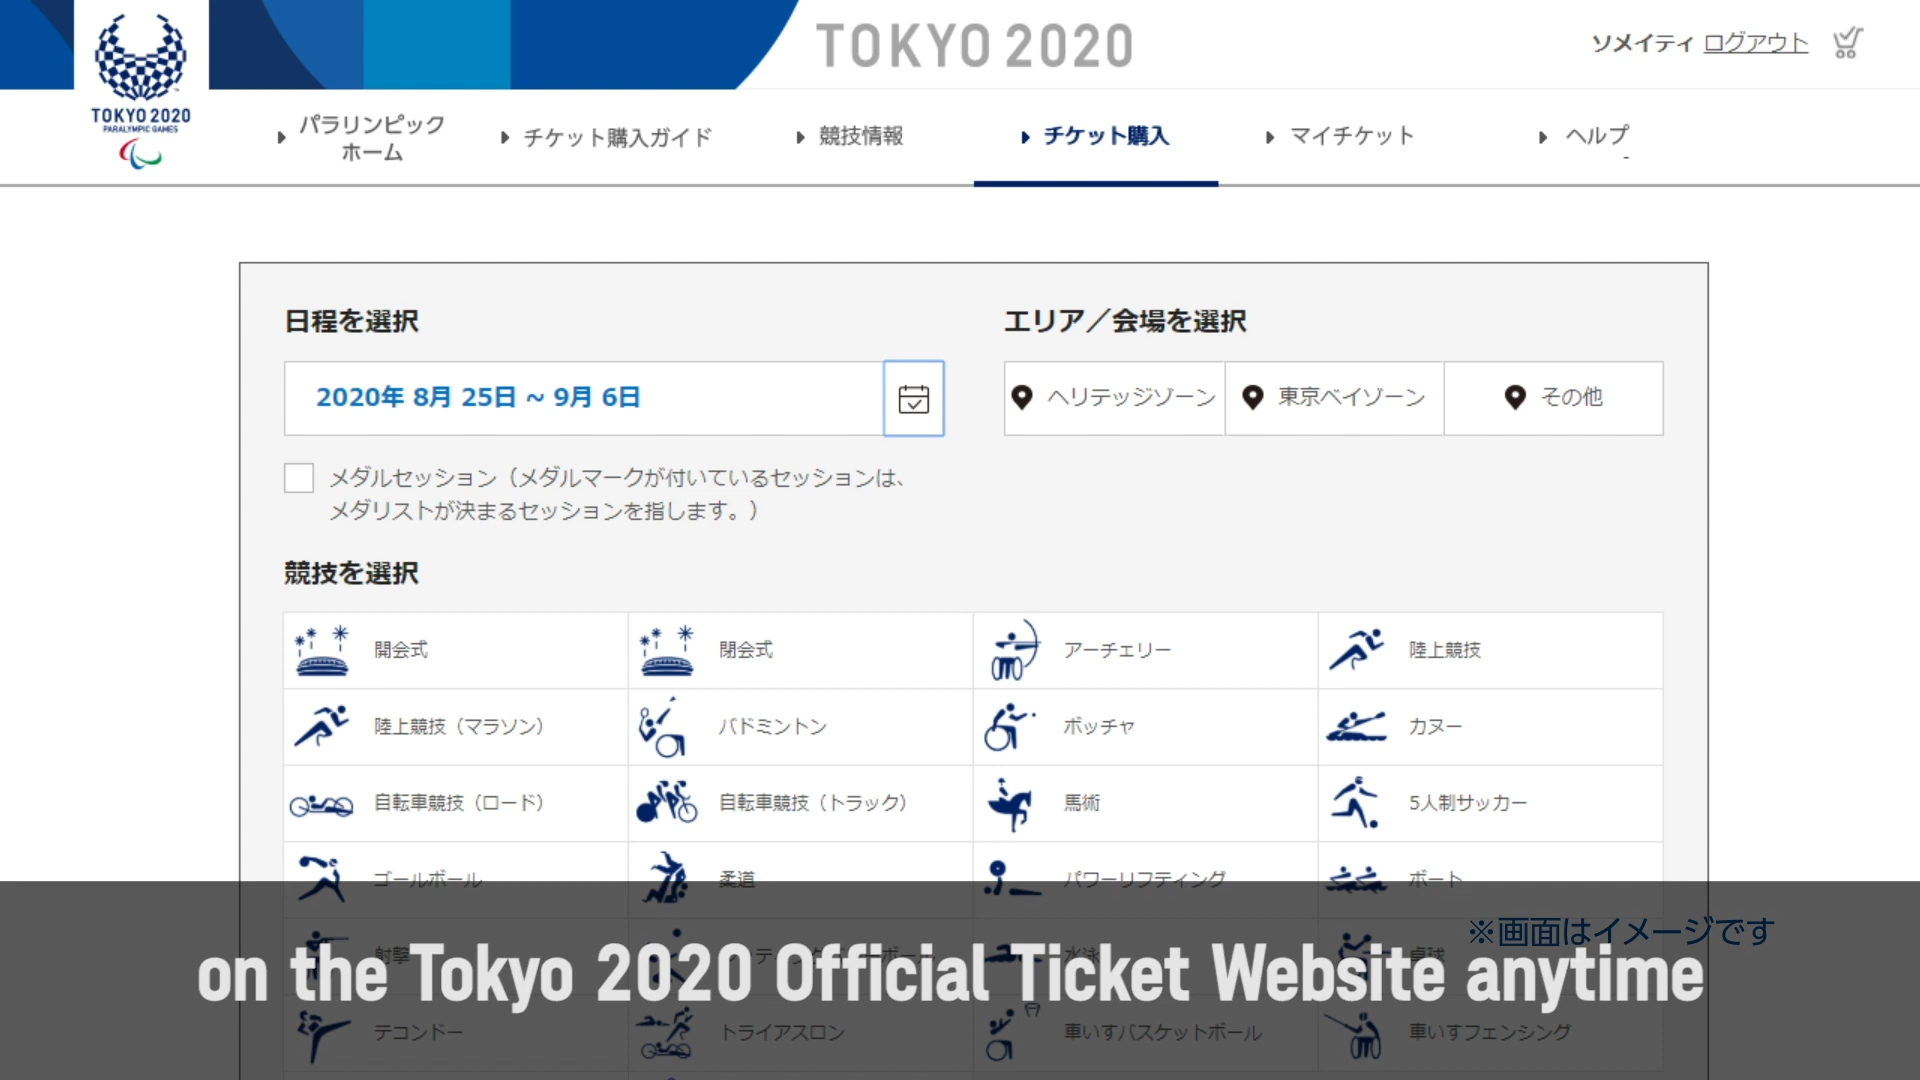 TOKYO 2020
ソメイティ ログアウト
TOKYO 2020
PARALYMPIC GAMES
パラリンピック
ホーム
チケット購入ガイド
競技情報
チケット購入
マイチケット
ヘルプ
日程を選択
エリア／会場を選択
2020年 8月 25日 ~ 9月 6日
ヘリテッジゾーン
東京ベイゾーン
その他
メダルセッション（メダルマークが付いているセッションは、
メダリストが決まるセッションを指します。）
競技を選択
開会式
閉会式
アーチェリー
陸上競技
陸上競技（マラソン）
バドミントン
ボッチャ
カヌー
自転車競技（ロード）
自転車競技（トラック）
馬術
5人制サッカー
ゴールボール
柔道
パワーリフティング
ボート
※画面はイメージです
射撃
水泳
卓球
on the Tokyo 2020 Official Ticket Website anytime
テコンドー
トライアスロン
車いすバスケットボール
車いすフェンシング